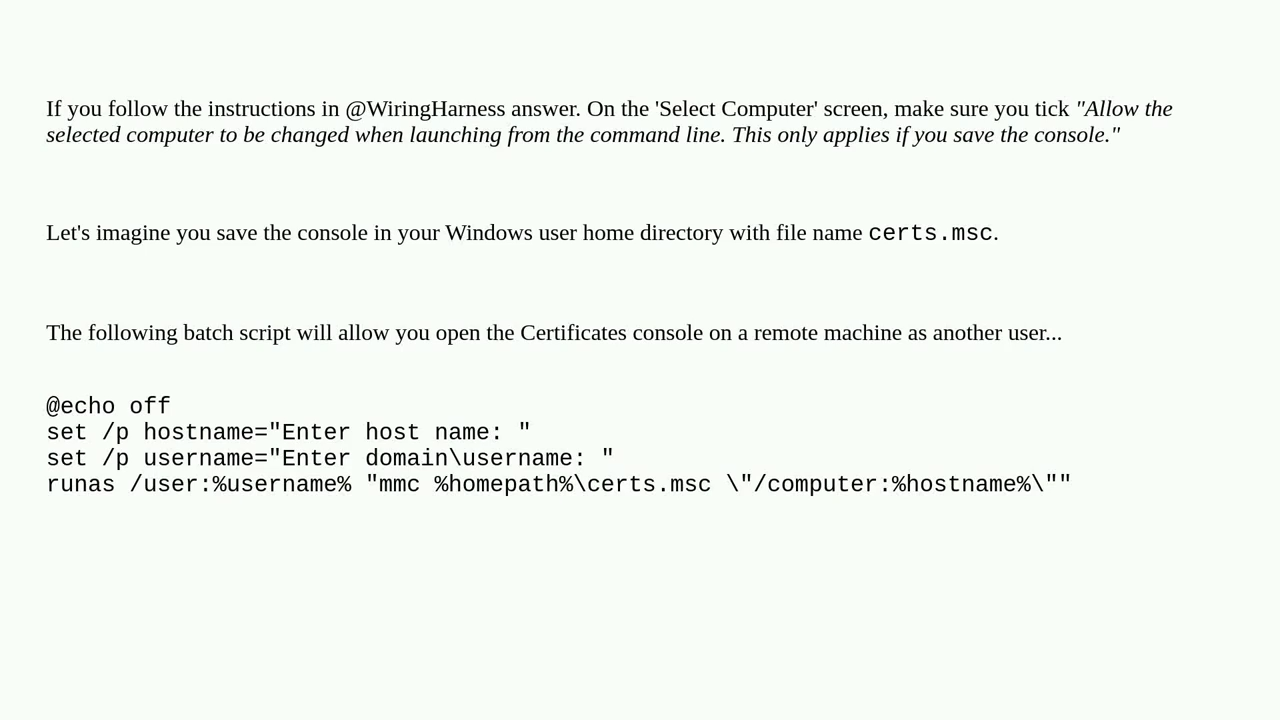 If you follow the instructions in @WiringHarness answer. On the 'Select Computer' screen, make sure you tick "Allow the
selected computer to be changed when launching from the command line. This only applies if you save the console."
Let's imagine you save the console in your Windows user home directory with file name certs.msc.
The following batch script will allow you open the Certificates console on a remote machine as another user...
@echo off
set /p hostname="Enter host name: "
set /p username="Enter domain\username: "
runas /user:%username% "mmc %homepath%\certs.msc \"/computer:%hostname%\""